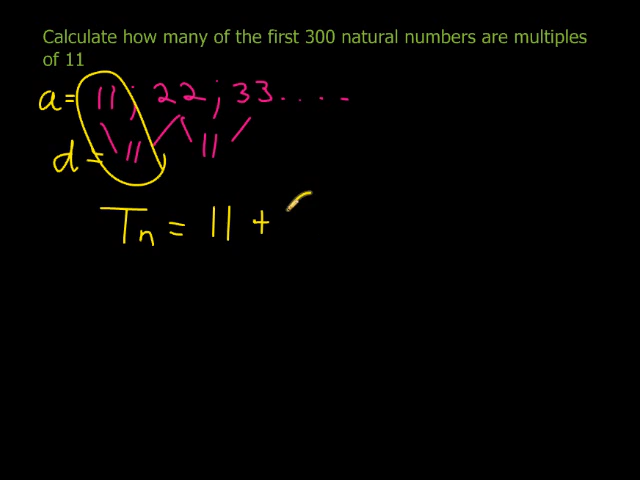 Calculate how many of the first 300 natural numbers are multiples
of 11
a = 11 ; 22 ; 33 . . . .
d = 11 11
Tn = 11 + (